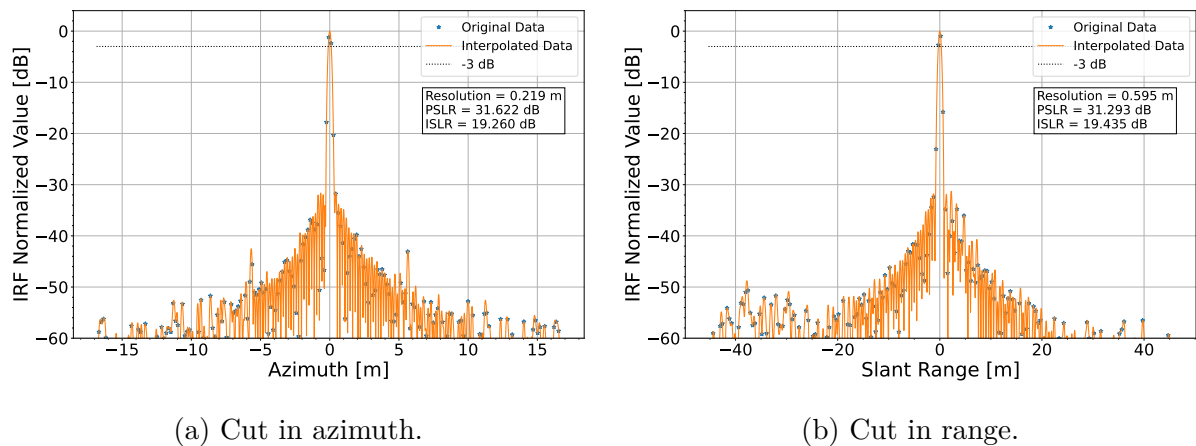 0
−10
−20
−30
−40
−50
−60
IRF Normalized Value [dB]
Original Data
Interpolated Data
-3 dB
Resolution = 0.219 m
PSLR = 31.622 dB
ISLR = 19.260 dB
−15
−10
−5
0
5
10
15
Azimuth [m]
(a) Cut in azimuth.
0
−10
−20
−30
−40
−50
−60
IRF Normalized Value [dB]
Original Data
Interpolated Data
-3 dB
Resolution = 0.595 m
PSLR = 31.293 dB
ISLR = 19.435 dB
−40
−20
0
20
40
Slant Range [m]
(b) Cut in range.